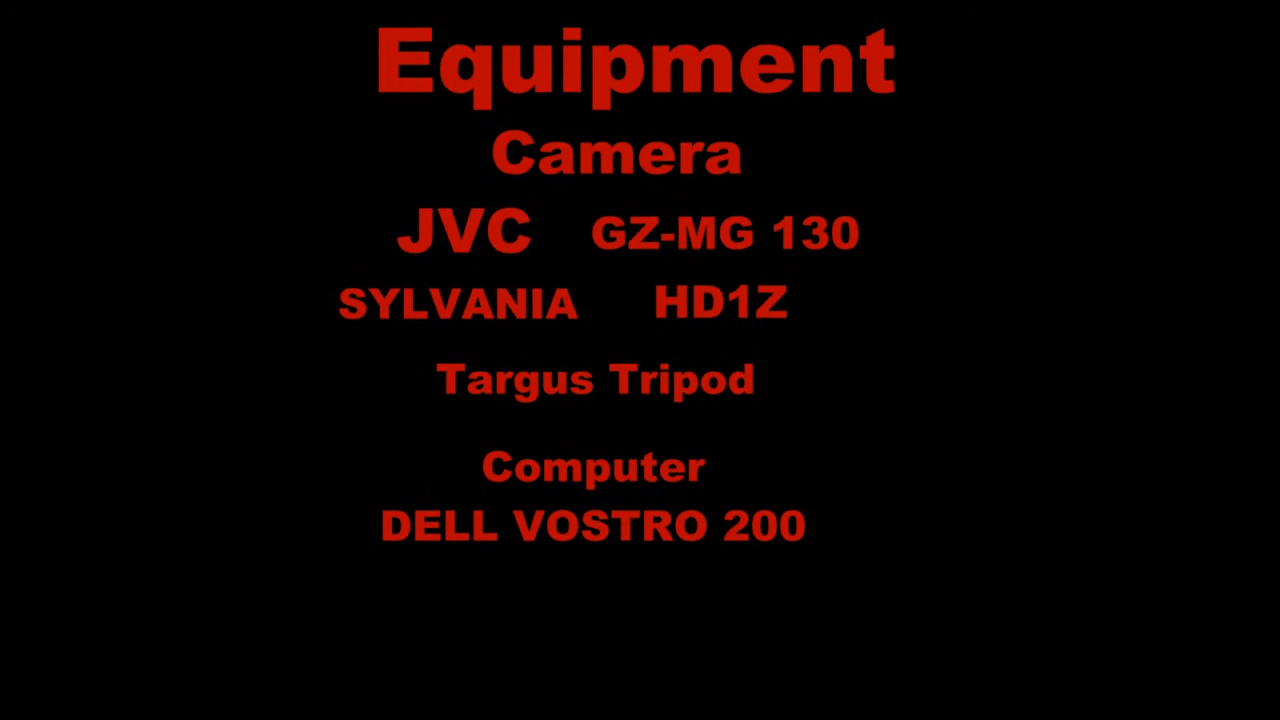 Equipment
Camera
JVC GZ-MG 130
SYLVANIA HD1Z
Targus Tripod
Computer
DELL VOSTRO 200